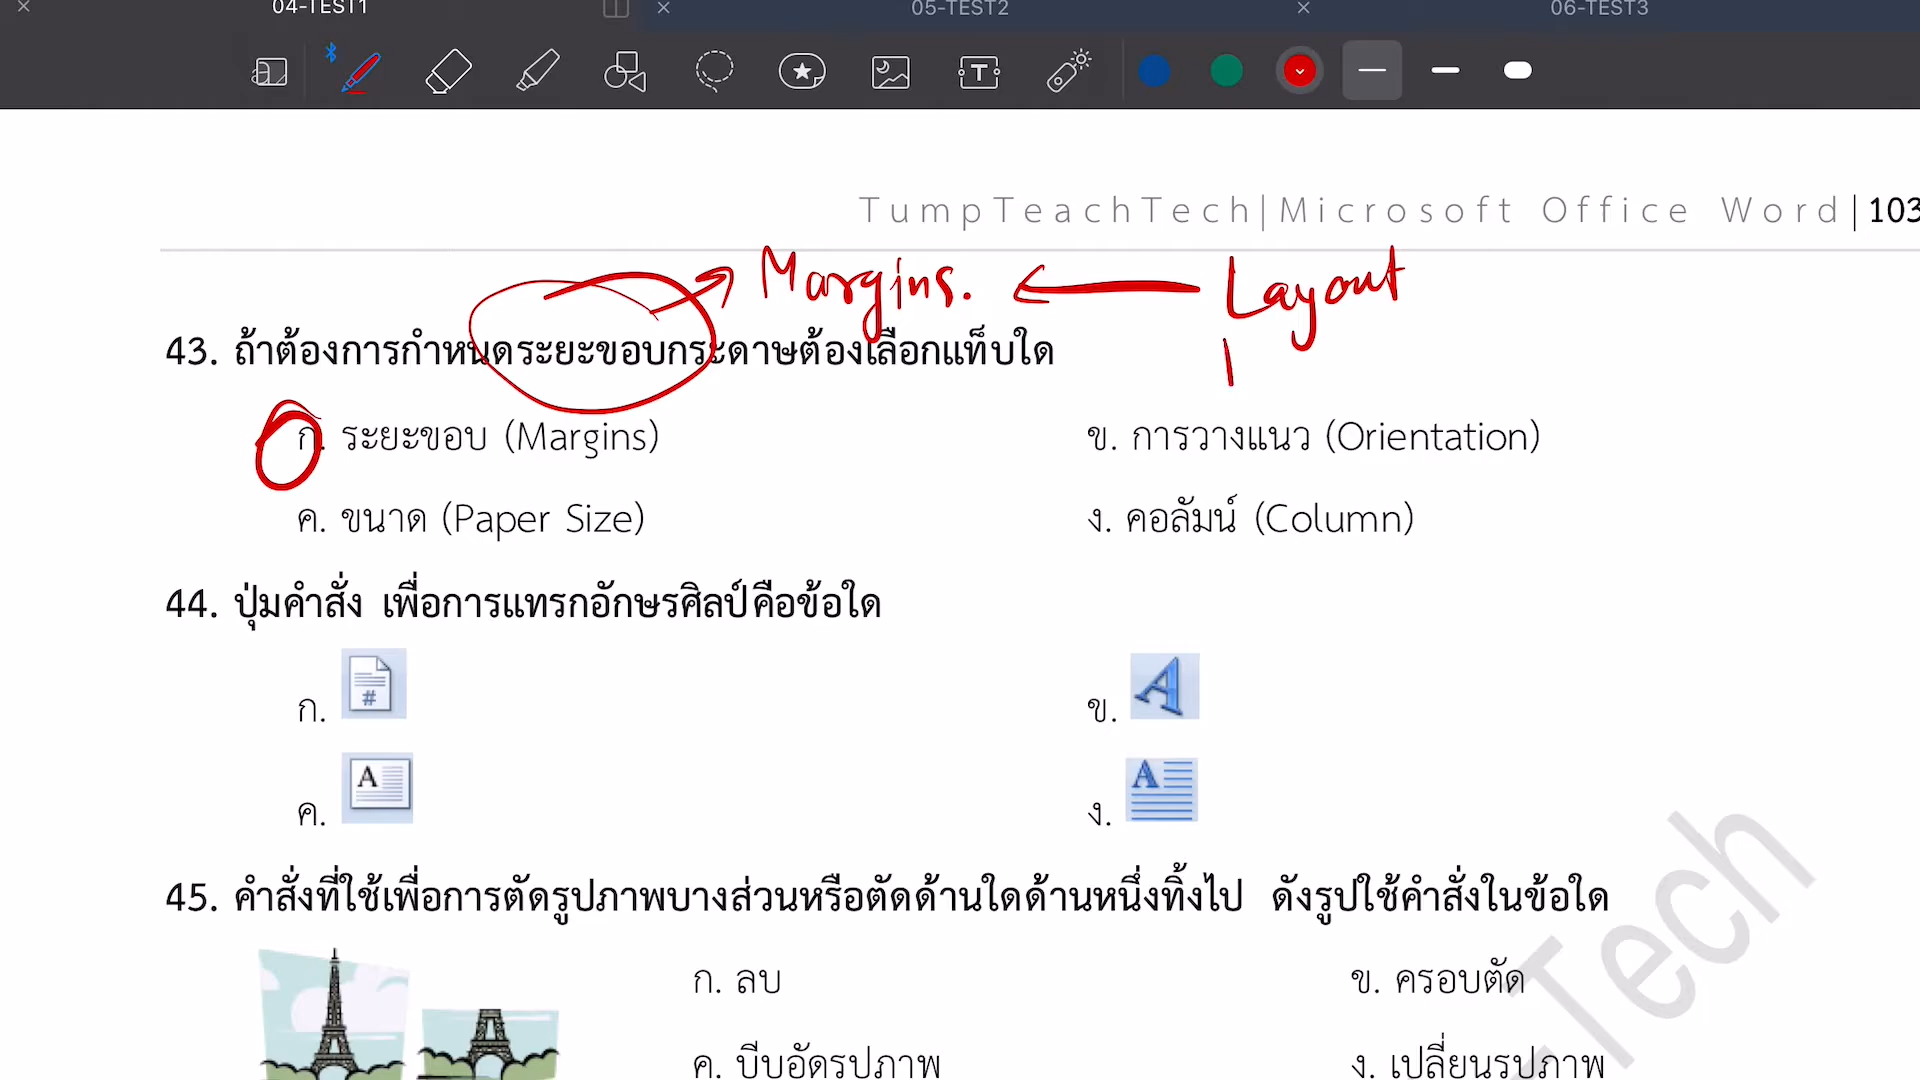 04-TEST1
05-TEST2
06-TEST3
TumpTeachTech|Microsoft Office Word|103
Margins. Layout
43. ถ้าต้องการกำหนดระยะขอบกระดาษต้องเลือกแท็บใด
ก. ระยะขอบ (Margins)
ข. การวางแนว (Orientation)
ค. ขนาด (Paper Size)
ง. คอลัมน์ (Column)
44. ปุ่มคำสั่ง เพื่อการแทรกอักษรศิลป์คือข้อใด
ก.
ข.
ค.
ง.
45. คำสั่งที่ใช้เพื่อการตัดรูปภาพบางส่วนหรือตัดด้านใดด้านหนึ่งทิ้งไป ดังรูปใช้คำสั่งในข้อใด
ก. ลบ
ข. ครอบตัด
ค. บีบอัดรูปภาพ
ง. เปลี่ยนรูปภาพ
Tech